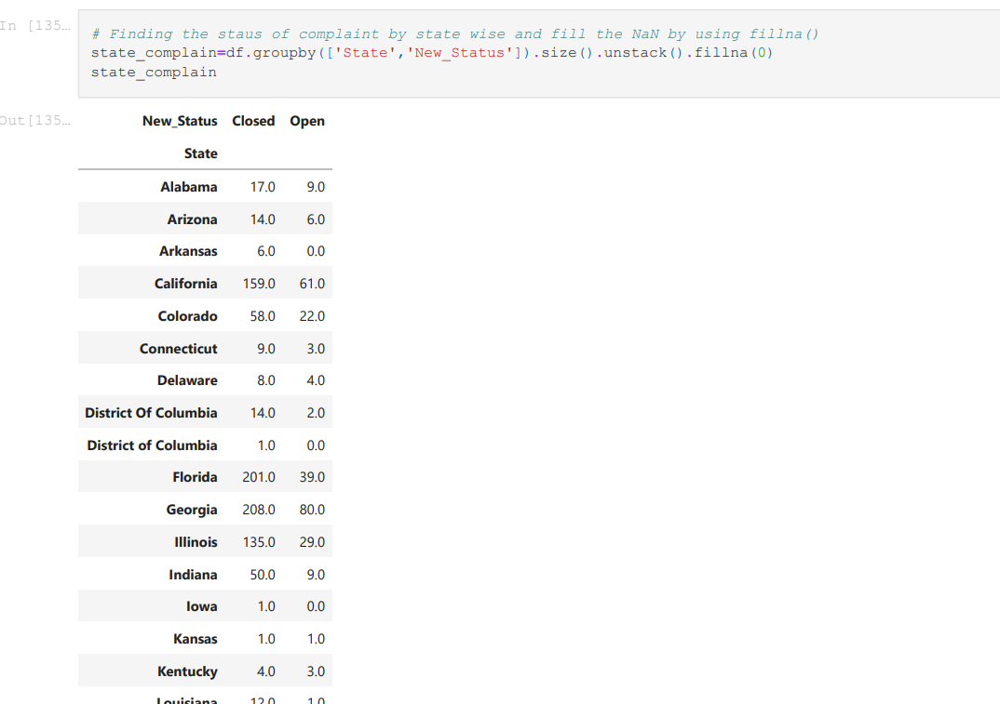 In [135…
# Finding the staus of complaint by state wise and fill the NaN by using fillna()
state_complain=df.groupby(['State','New_Status']).size().unstack().fillna(0)
state_complain
Out[135…
New_Status Closed Open
State
Alabama 17.0 9.0
Arizona 14.0 6.0
Arkansas 6.0 0.0
California 159.0 61.0
Colorado 58.0 22.0
Connecticut 9.0 3.0
Delaware 8.0 4.0
District Of Columbia 14.0 2.0
District of Columbia 1.0 0.0
Florida 201.0 39.0
Georgia 208.0 80.0
Illinois 135.0 29.0
Indiana 50.0 9.0
Iowa 1.0 0.0
Kansas 1.0 1.0
Kentucky 4.0 3.0
Louisiana 12.0 1.0